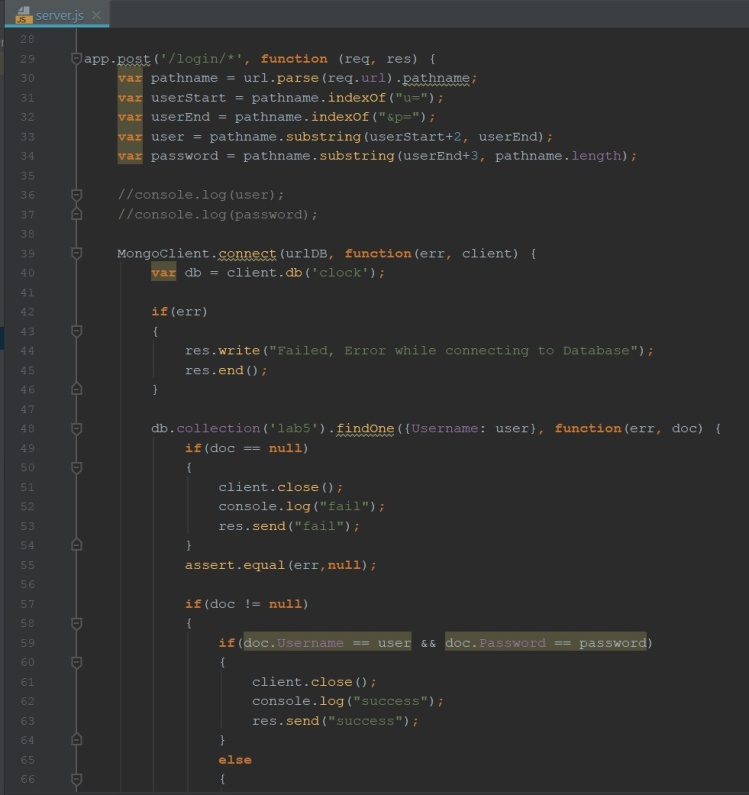 server.js
28
29 app.post('/login/*', function (req, res) {
30     var pathname = url.parse(req.url).pathname;
31     var userStart = pathname.indexOf("u=");
32     var userEnd = pathname.indexOf("&p=");
33     var user = pathname.substring(userStart+2, userEnd);
34     var password = pathname.substring(userEnd+3, pathname.length);
35
36     //console.log(user);
37     //console.log(password);
38
39     MongoClient.connect(urlDB, function(err, client) {
40         var db = client.db('clock');
41
42         if(err)
43         {
44             res.write("Failed, Error while connecting to Database");
45             res.end();
46         }
47
48         db.collection('lab5').findOne({Username: user}, function(err, doc) {
49             if(doc == null)
50             {
51                 client.close();
52                 console.log("fail");
53                 res.send("fail");
54             }
55             assert.equal(err,null);
56
57             if(doc != null)
58             {
59                 if(doc.Username == user && doc.Password == password)
60                 {
61                     client.close();
62                     console.log("success");
63                     res.send("success");
64                 }
65                 else
66                 {